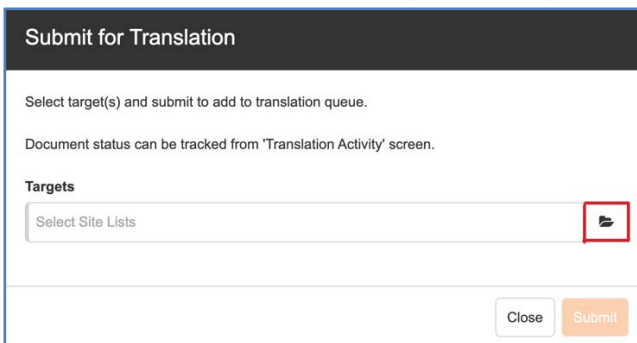 Submit for Translation
Select target(s) and submit to add to translation queue.
Document status can be tracked from 'Translation Activity' screen.
Targets
Select Site Lists
Close Submit